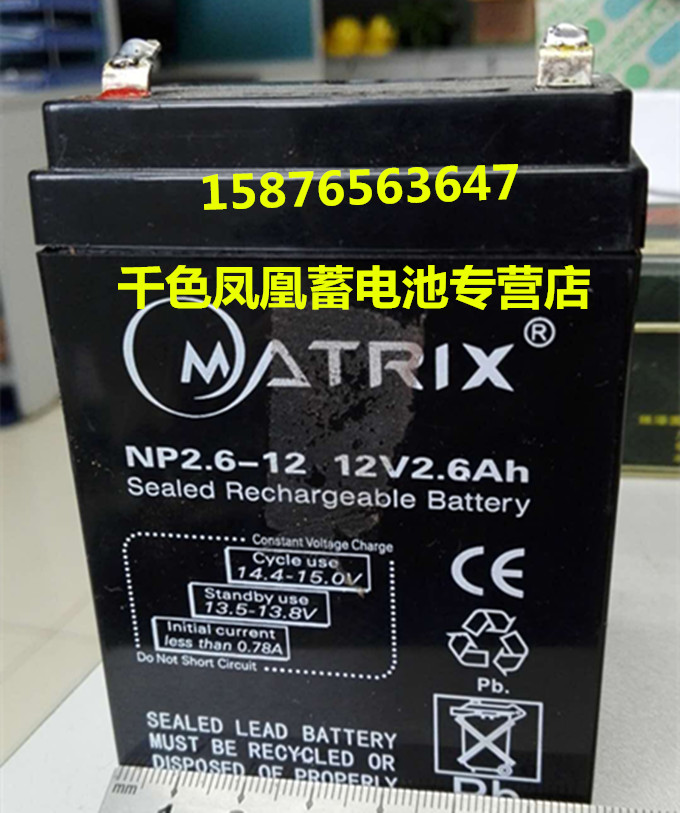 15876563647
千色凤凰蓄电池专营店
MATRIX®
NP2.6-12 12V2.6Ah
Sealed Rechargeable Battery
Constant Voltage Charge
Cycle use
14.4-15.0V
Standby use
13.5-13.8V
Initial current
less than 0.78A
Do Not Short Circuit
CE
Pb.
SEALED LEAD BATTERY
MUST BE RECYCLED OR
DISPOSED OF PROPERLY
Pb
mm